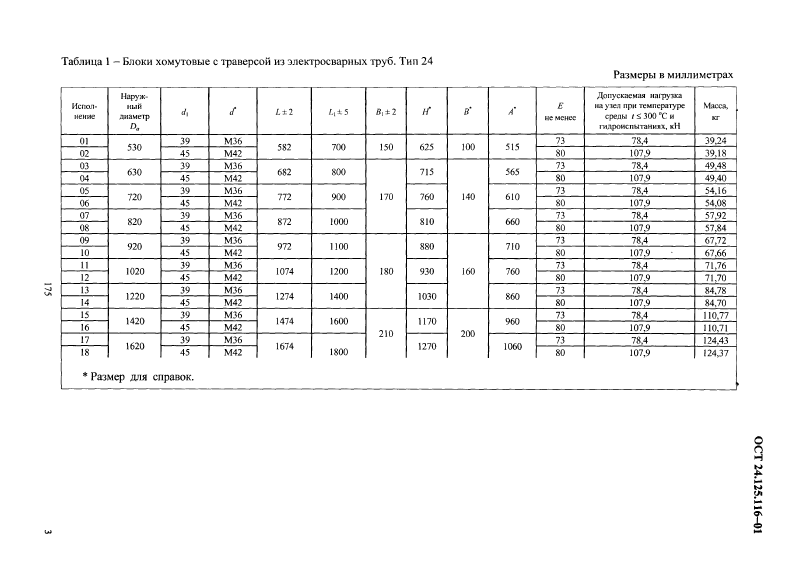 Таблица 1 – Блоки хомутовые с траверсой из электросварных труб. Тип 24
Размеры в миллиметрах
Испол-
нение
Наруж-
ный
диаметр
Dₐ
d₁
d*
L ± 2
L₁ ± 5
B₁ ± 2
H*
B*
A*
E
не менее
Допускаемая нагрузка
на узел при температуре
среды t ≤ 300 °С и
гидроиспытаниях, кН
Масса,
кг
01 530 39 М36 582 700 150 625 100 515 73 78,4 39,24
02 45 М42 80 107,9 39,18
03 630 39 М36 682 800 170 715 140 565 73 78,4 49,48
04 45 М42 80 107,9 49,40
05 720 39 М36 772 900 760 610 73 78,4 54,16
06 45 М42 80 107,9 54,08
07 820 39 М36 872 1000 810 660 73 78,4 57,92
08 45 М42 80 107,9 57,84
09 920 39 М36 972 1100 180 880 160 710 73 78,4 67,72
10 45 М42 80 107,9 67,66
11 1020 39 М36 1074 1200 930 760 73 78,4 71,76
12 45 М42 80 107,9 71,70
13 1220 39 М36 1274 1400 1030 860 73 78,4 84,78
14 45 М42 80 107,9 84,70
15 1420 39 М36 1474 1600 210 1170 200 960 73 78,4 110,77
16 45 М42 80 107,9 110,71
17 1620 39 М36 1674 1800 1270 1060 73 78,4 124,43
18 45 М42 80 107,9 124,37
* Размер для справок.
175
3
ОСТ 24.125.116–01